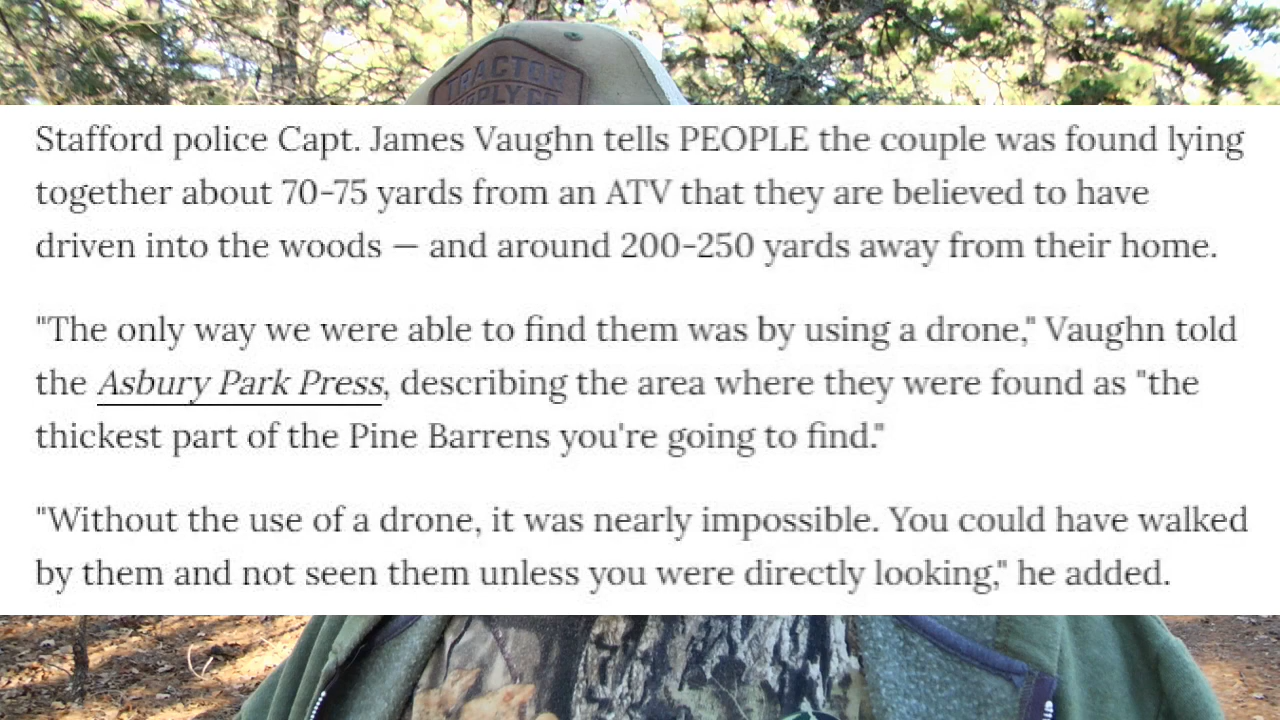 TRACTOR
SUPPLY CO
Stafford police Capt. James Vaughn tells PEOPLE the couple was found lying
together about 70-75 yards from an ATV that they are believed to have
driven into the woods — and around 200-250 yards away from their home.
"The only way we were able to find them was by using a drone," Vaughn told
the Asbury Park Press, describing the area where they were found as "the
thickest part of the Pine Barrens you're going to find."
"Without the use of a drone, it was nearly impossible. You could have walked
by them and not seen them unless you were directly looking," he added.